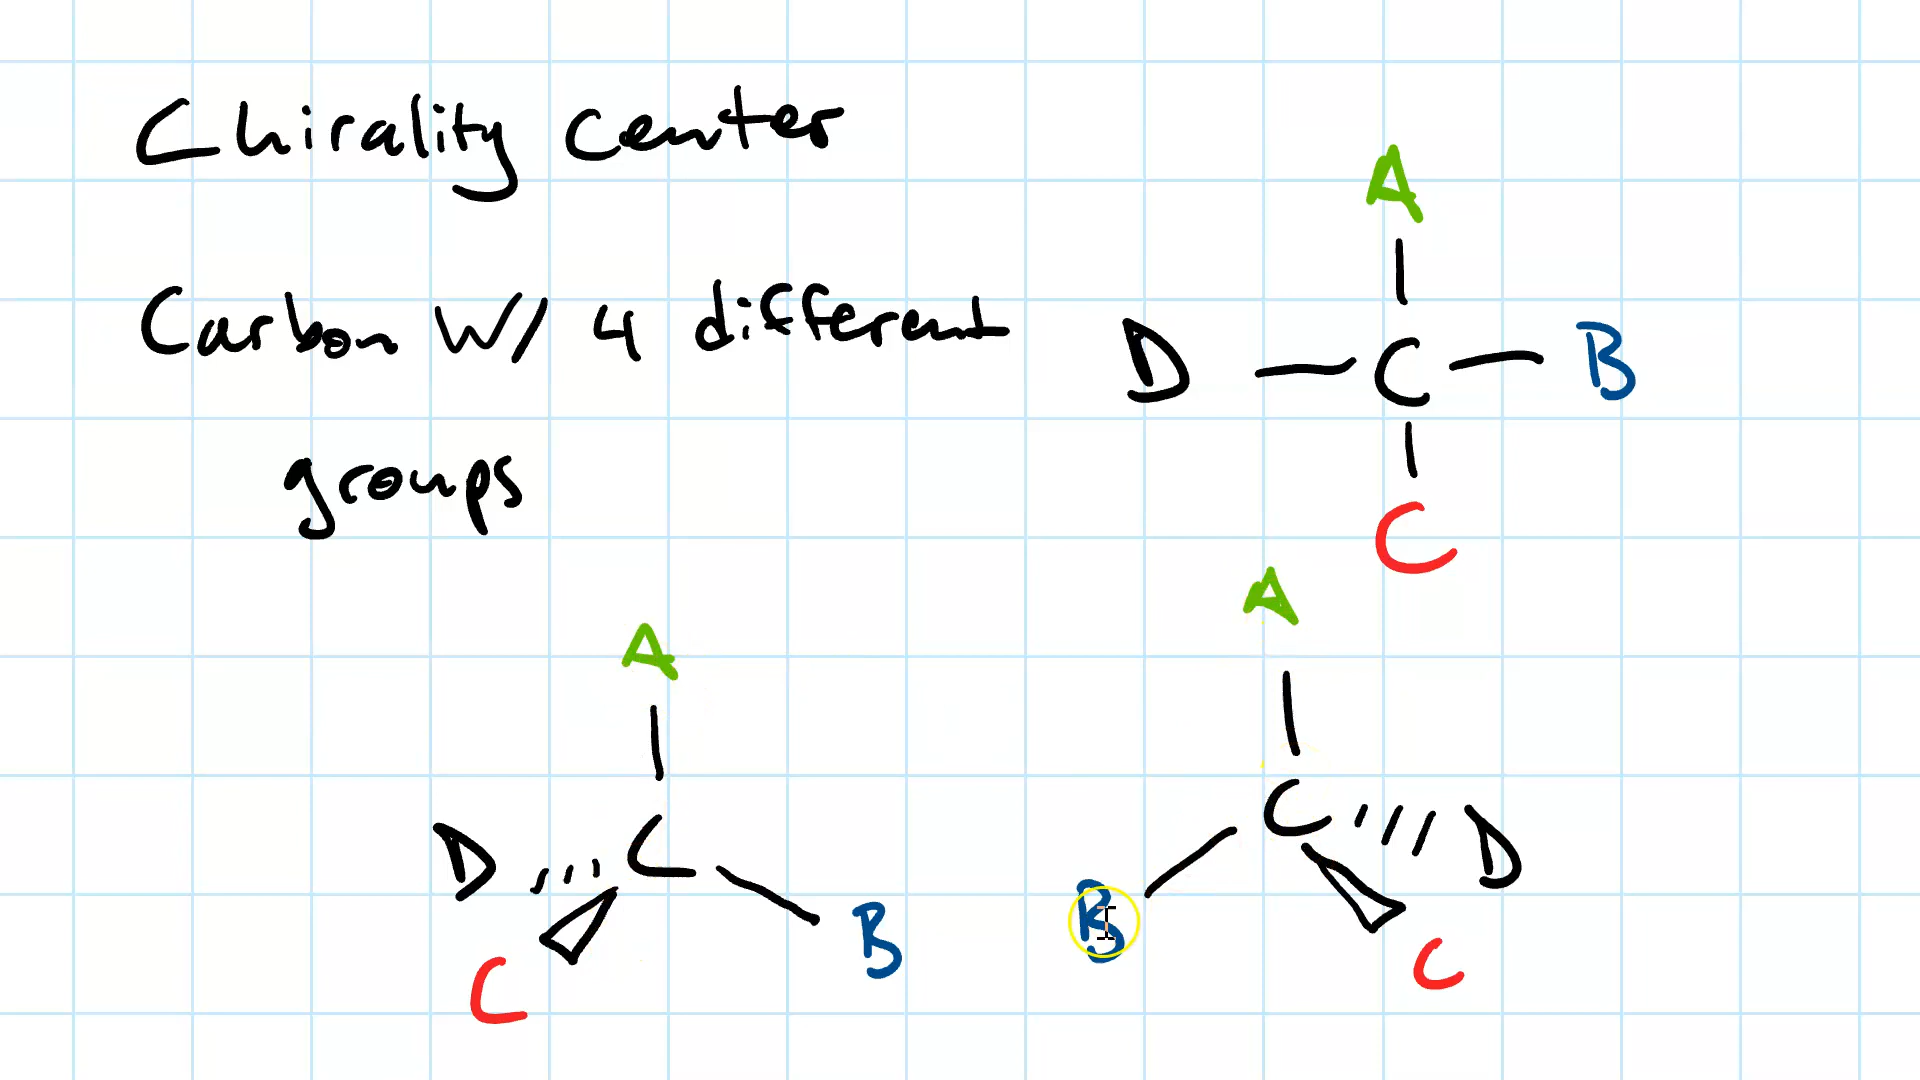 Chirality center
Carbon w/ 4 different
groups
A
D - C - B
C
A
D C B
C
A
B C D
C